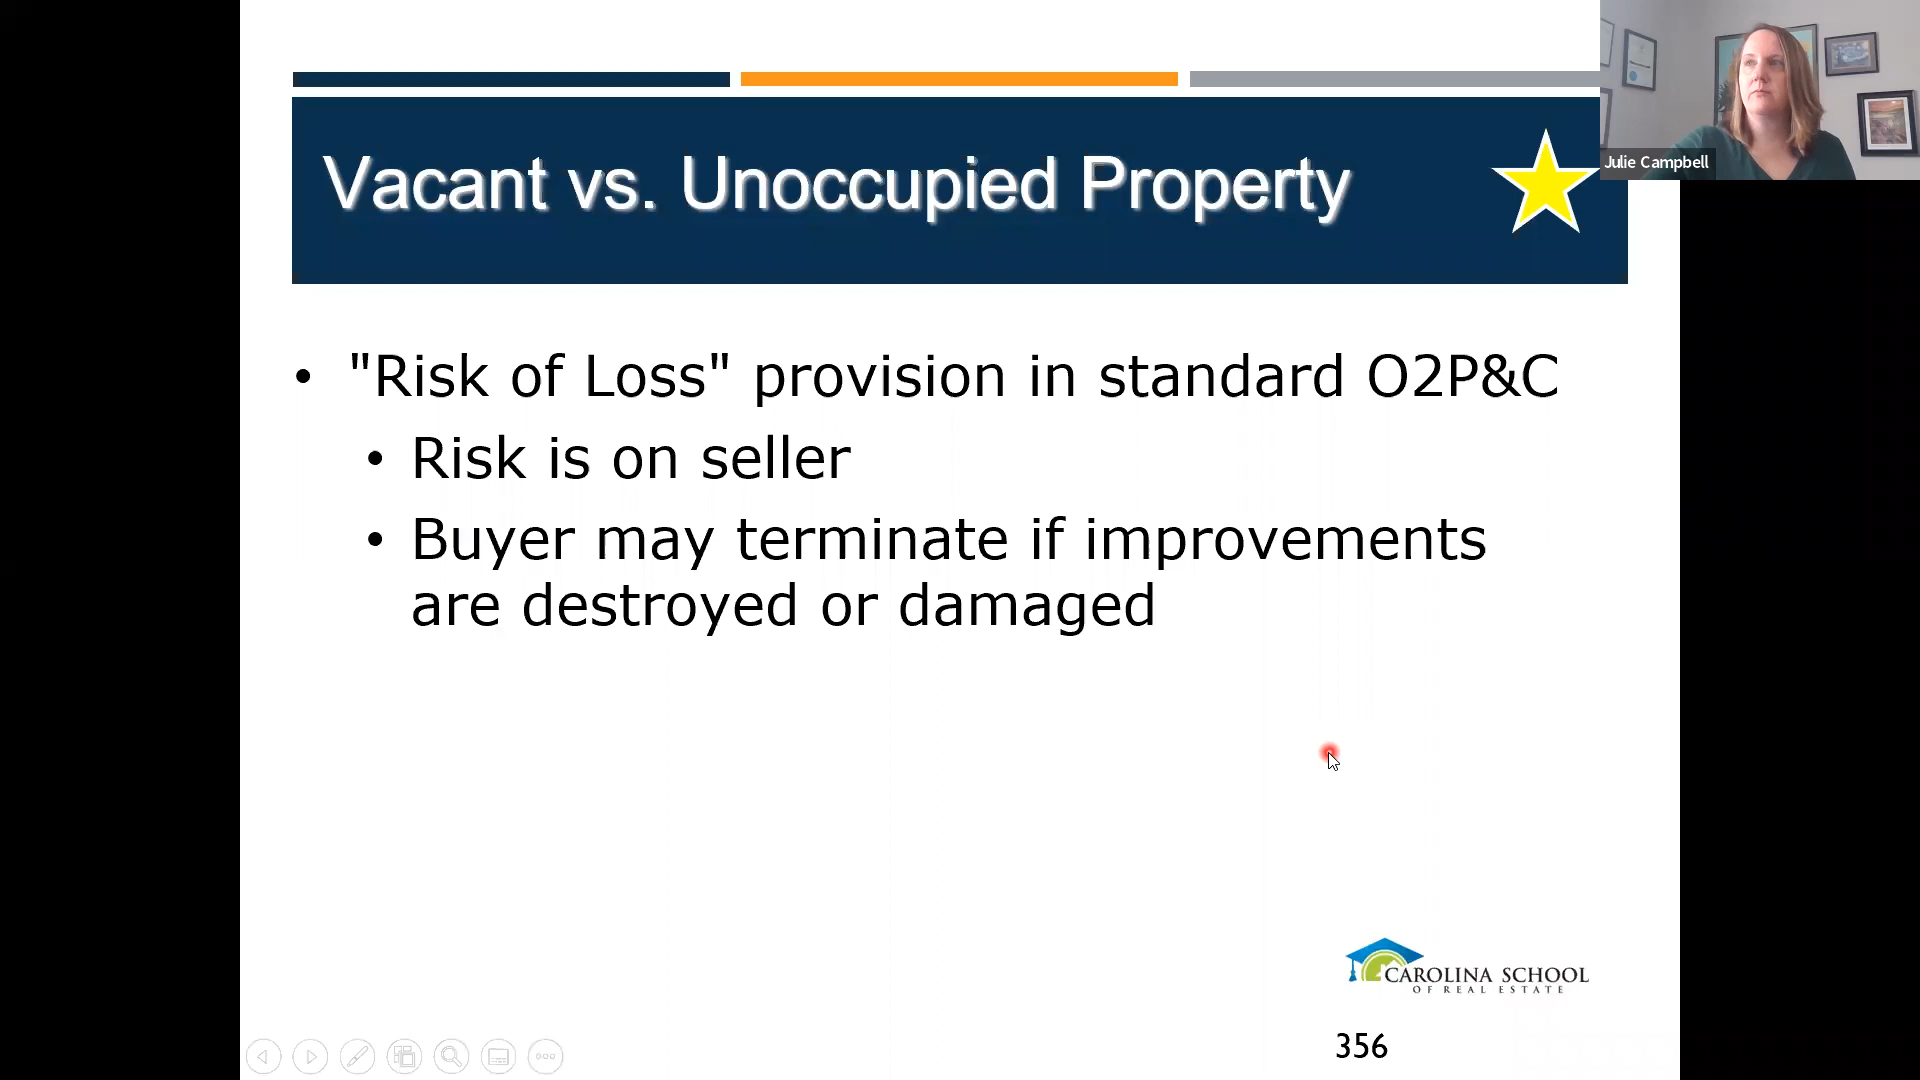 Vacant vs. Unoccupied Property
Julie Campbell
• "Risk of Loss" provision in standard O2P&C
• Risk is on seller
• Buyer may terminate if improvements
are destroyed or damaged
CAROLINA SCHOOL
OF REAL ESTATE
356